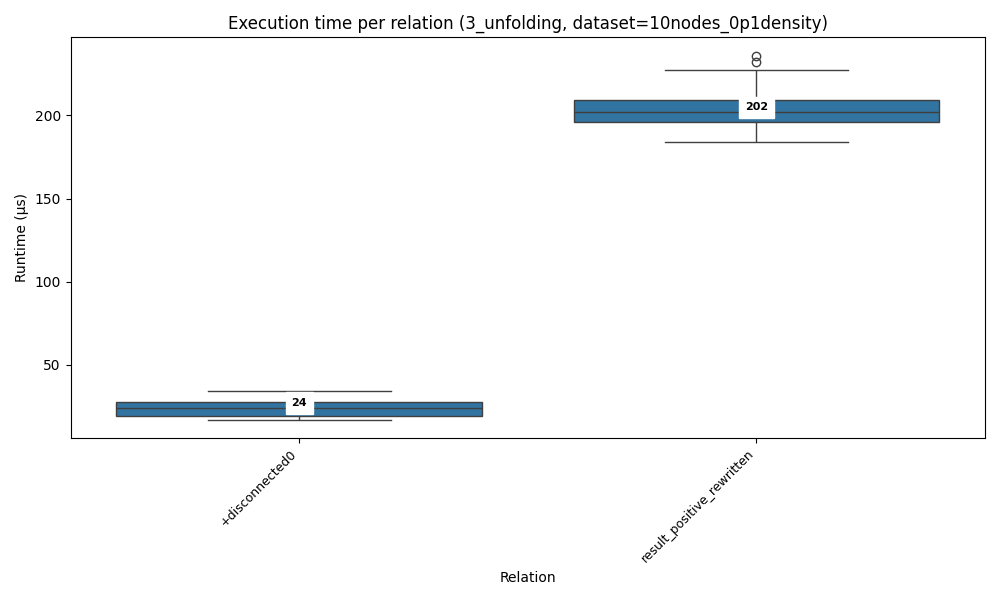 Execution time per relation (3_unfolding, dataset=10nodes_0p1density)
Runtime (µs)
200
150
100
50
202
24
+disconnected0
result_positive_rewritten
Relation